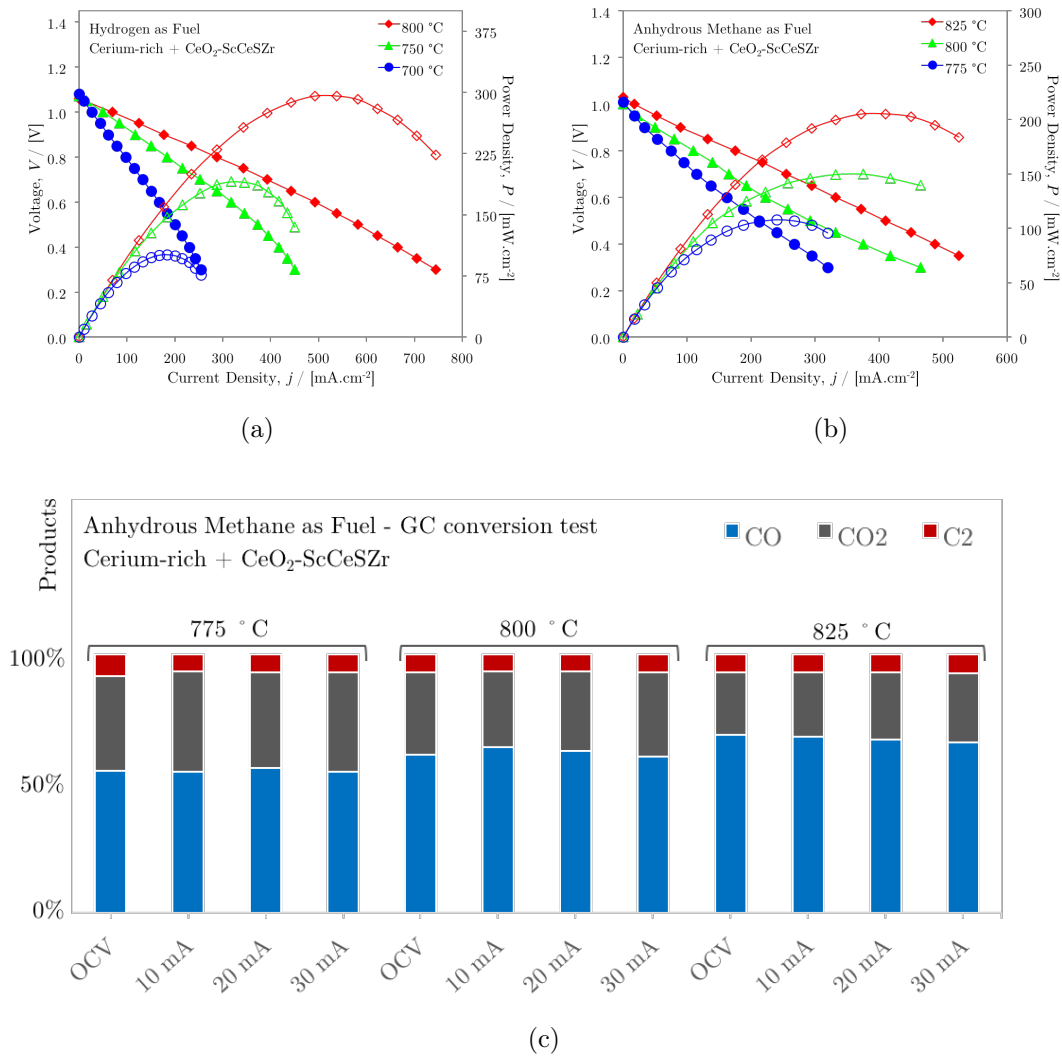 Hydrogen as Fuel
Cerium-rich + CeO₂-ScCeSZr
800 °C
750 °C
700 °C
Voltage, V / [V]
1.4
1.2
1.0
0.8
0.6
0.4
0.2
0.0
375
300
225
150
75
0
Power Density, P / [mW.cm⁻²]
0 100 200 300 400 500 600 700 800
Current Density, j / [mA.cm⁻²]
(a)
Anhydrous Methane as Fuel
Cerium-rich + CeO₂-ScCeSZr
825 °C
800 °C
775 °C
Voltage, V / [V]
1.4
1.2
1.0
0.8
0.6
0.4
0.2
0.0
300
250
200
150
100
50
0
Power Density, P / [mW.cm⁻²]
0 100 200 300 400 500 600
Current Density, j / [mA.cm⁻²]
(b)
Products
Anhydrous Methane as Fuel - GC conversion test
Cerium-rich + CeO₂-ScCeSZr
CO CO2 C2
775 °C 800 °C 825 °C
100%
50%
0%
OCV 10 mA 20 mA 30 mA OCV 10 mA 20 mA 30 mA OCV 10 mA 20 mA 30 mA
(c)